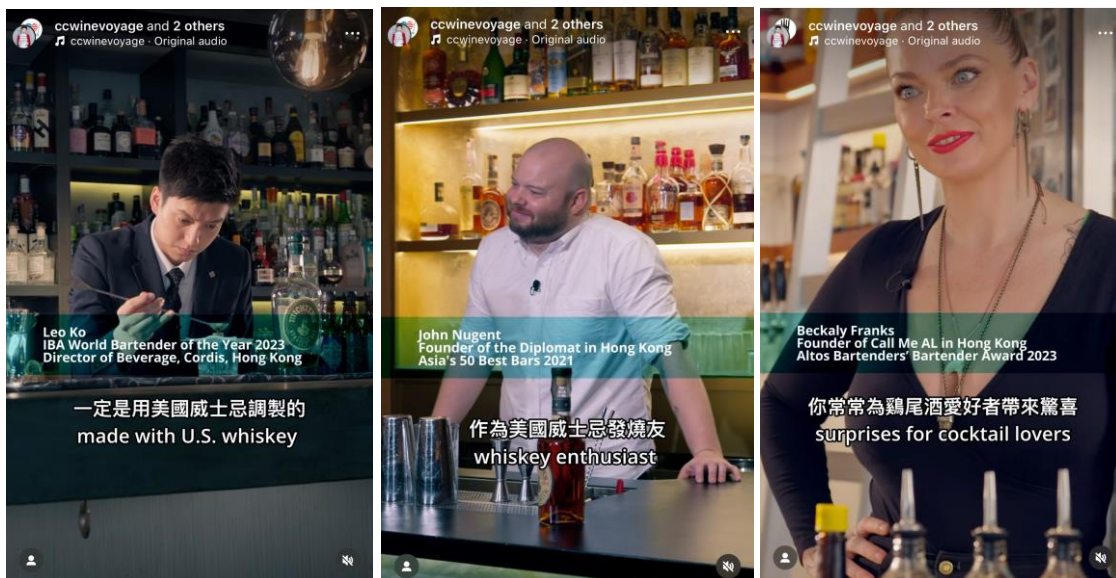 ccwinevoyage and 2 others
ccwinevoyage · Original audio
Leo Ko
IBA World Bartender of the Year 2023
Director of Beverage, Cordis, Hong Kong
一定是用美國威士忌調製的
made with U.S. whiskey
ccwinevoyage and 2 others
ccwinevoyage · Original audio
John Nugent
Founder of the Diplomat in Hong Kong
Asia's 50 Best Bars 2021
作為美國威士忌發燒友
whiskey enthusiast
ccwinevoyage and 2 others
ccwinevoyage · Original audio
Beckaly Franks
Founder of Call Me AL in Hong Kong
Altos Bartenders' Bartender Award 2023
你常常為鷄尾酒愛好者帶來驚喜
surprises for cocktail lovers